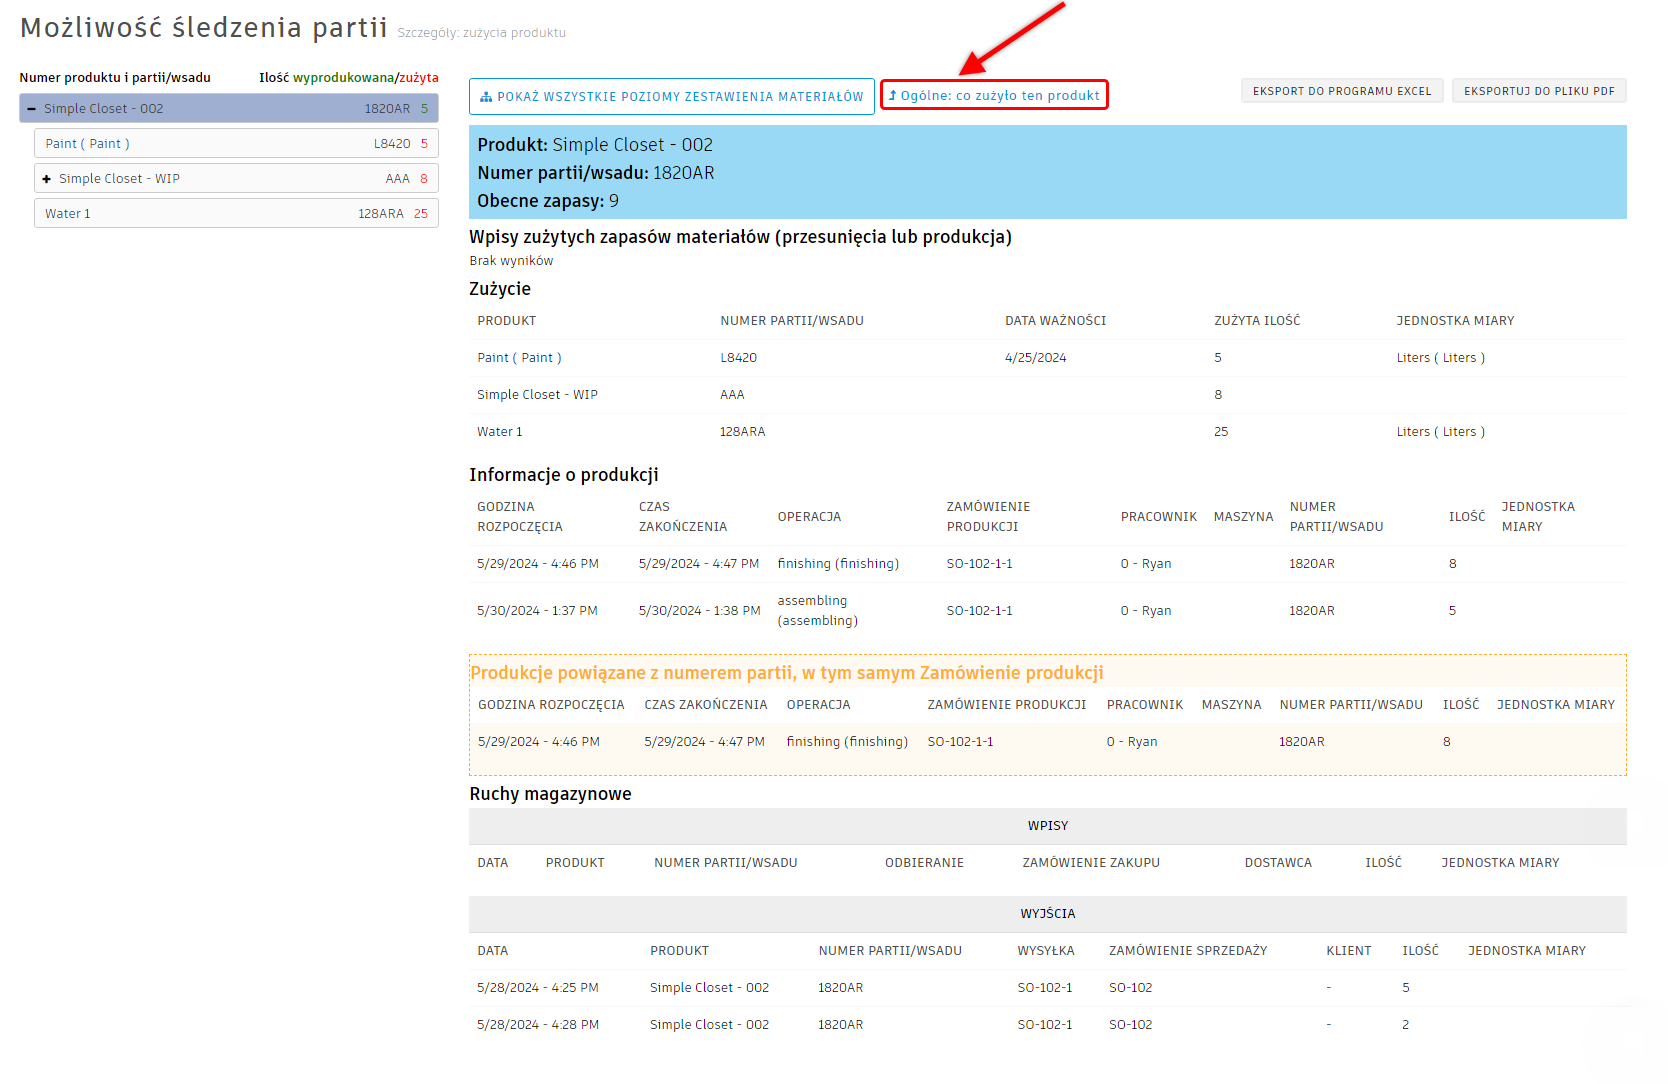 Możliwość śledzenia partii Szczegóły: zużycia produktu
Numer produktu i partii/wsadu Ilość wyprodukowana/zużyta
Simple Closet - 002 1820AR 5
Paint ( Paint ) L8420 5
Simple Closet - WIP AAA 8
Water 1 128ARA 25
POKAŻ WSZYSTKIE POZIOMY ZESTAWIENIA MATERIAŁÓW Ogólne: co zużyło ten produkt EKSPORT DO PROGRAMU EXCEL EKSPORTUJ DO PLIKU PDF
Produkt: Simple Closet - 002
Numer partii/wsadu: 1820AR
Obecne zapasy: 9
Wpisy zużytych zapasów materiałów (przesunięcia lub produkcja)
Brak wyników
Zużycie
PRODUKT NUMER PARTII/WSADU DATA WAŻNOŚCI ZUŻYTA ILOŚĆ JEDNOSTKA MIARY
Paint ( Paint ) L8420 4/25/2024 5 Liters ( Liters )
Simple Closet - WIP AAA 8
Water 1 128ARA 25 Liters ( Liters )
Informacje o produkcji
GODZINA ROZPOCZĘCIA CZAS ZAKOŃCZENIA OPERACJA ZAMÓWIENIE PRODUKCJI PRACOWNIK MASZYNA NUMER PARTII/WSADU ILOŚĆ JEDNOSTKA MIARY
5/29/2024 - 4:46 PM 5/29/2024 - 4:47 PM finishing (finishing) SO-102-1-1 0 - Ryan 1820AR 8
5/30/2024 - 1:37 PM 5/30/2024 - 1:38 PM assembling (assembling) SO-102-1-1 0 - Ryan 1820AR 5
Produkcje powiązane z numerem partii, w tym samym Zamówienie produkcji
GODZINA ROZPOCZĘCIA CZAS ZAKOŃCZENIA OPERACJA ZAMÓWIENIE PRODUKCJI PRACOWNIK MASZYNA NUMER PARTII/WSADU ILOŚĆ JEDNOSTKA MIARY
5/29/2024 - 4:46 PM 5/29/2024 - 4:47 PM finishing (finishing) SO-102-1-1 0 - Ryan 1820AR 8
Ruchy magazynowe
WPISY
DATA PRODUKT NUMER PARTII/WSADU ODBIERANIE ZAMÓWIENIE ZAKUPU DOSTAWCA ILOŚĆ JEDNOSTKA MIARY
WYJŚCIA
DATA PRODUKT NUMER PARTII/WSADU WYSYŁKA ZAMÓWIENIE SPRZEDAŻY KLIENT ILOŚĆ JEDNOSTKA MIARY
5/28/2024 - 4:25 PM Simple Closet - 002 1820AR SO-102-1 SO-102 - 5
5/28/2024 - 4:28 PM Simple Closet - 002 1820AR SO-102-1 SO-102 - 2